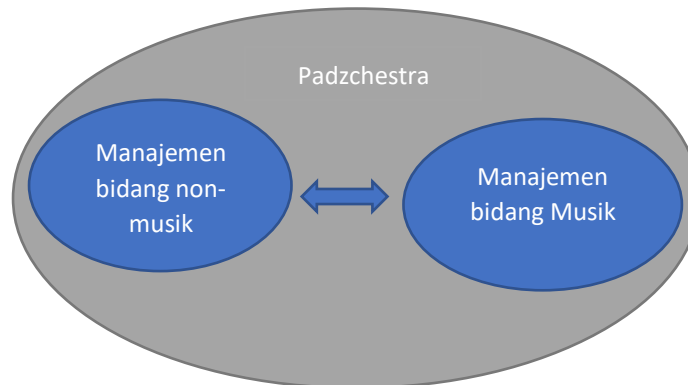 Padzchestra
Manajemen
bidang non-
musik
Manajemen
bidang Musik